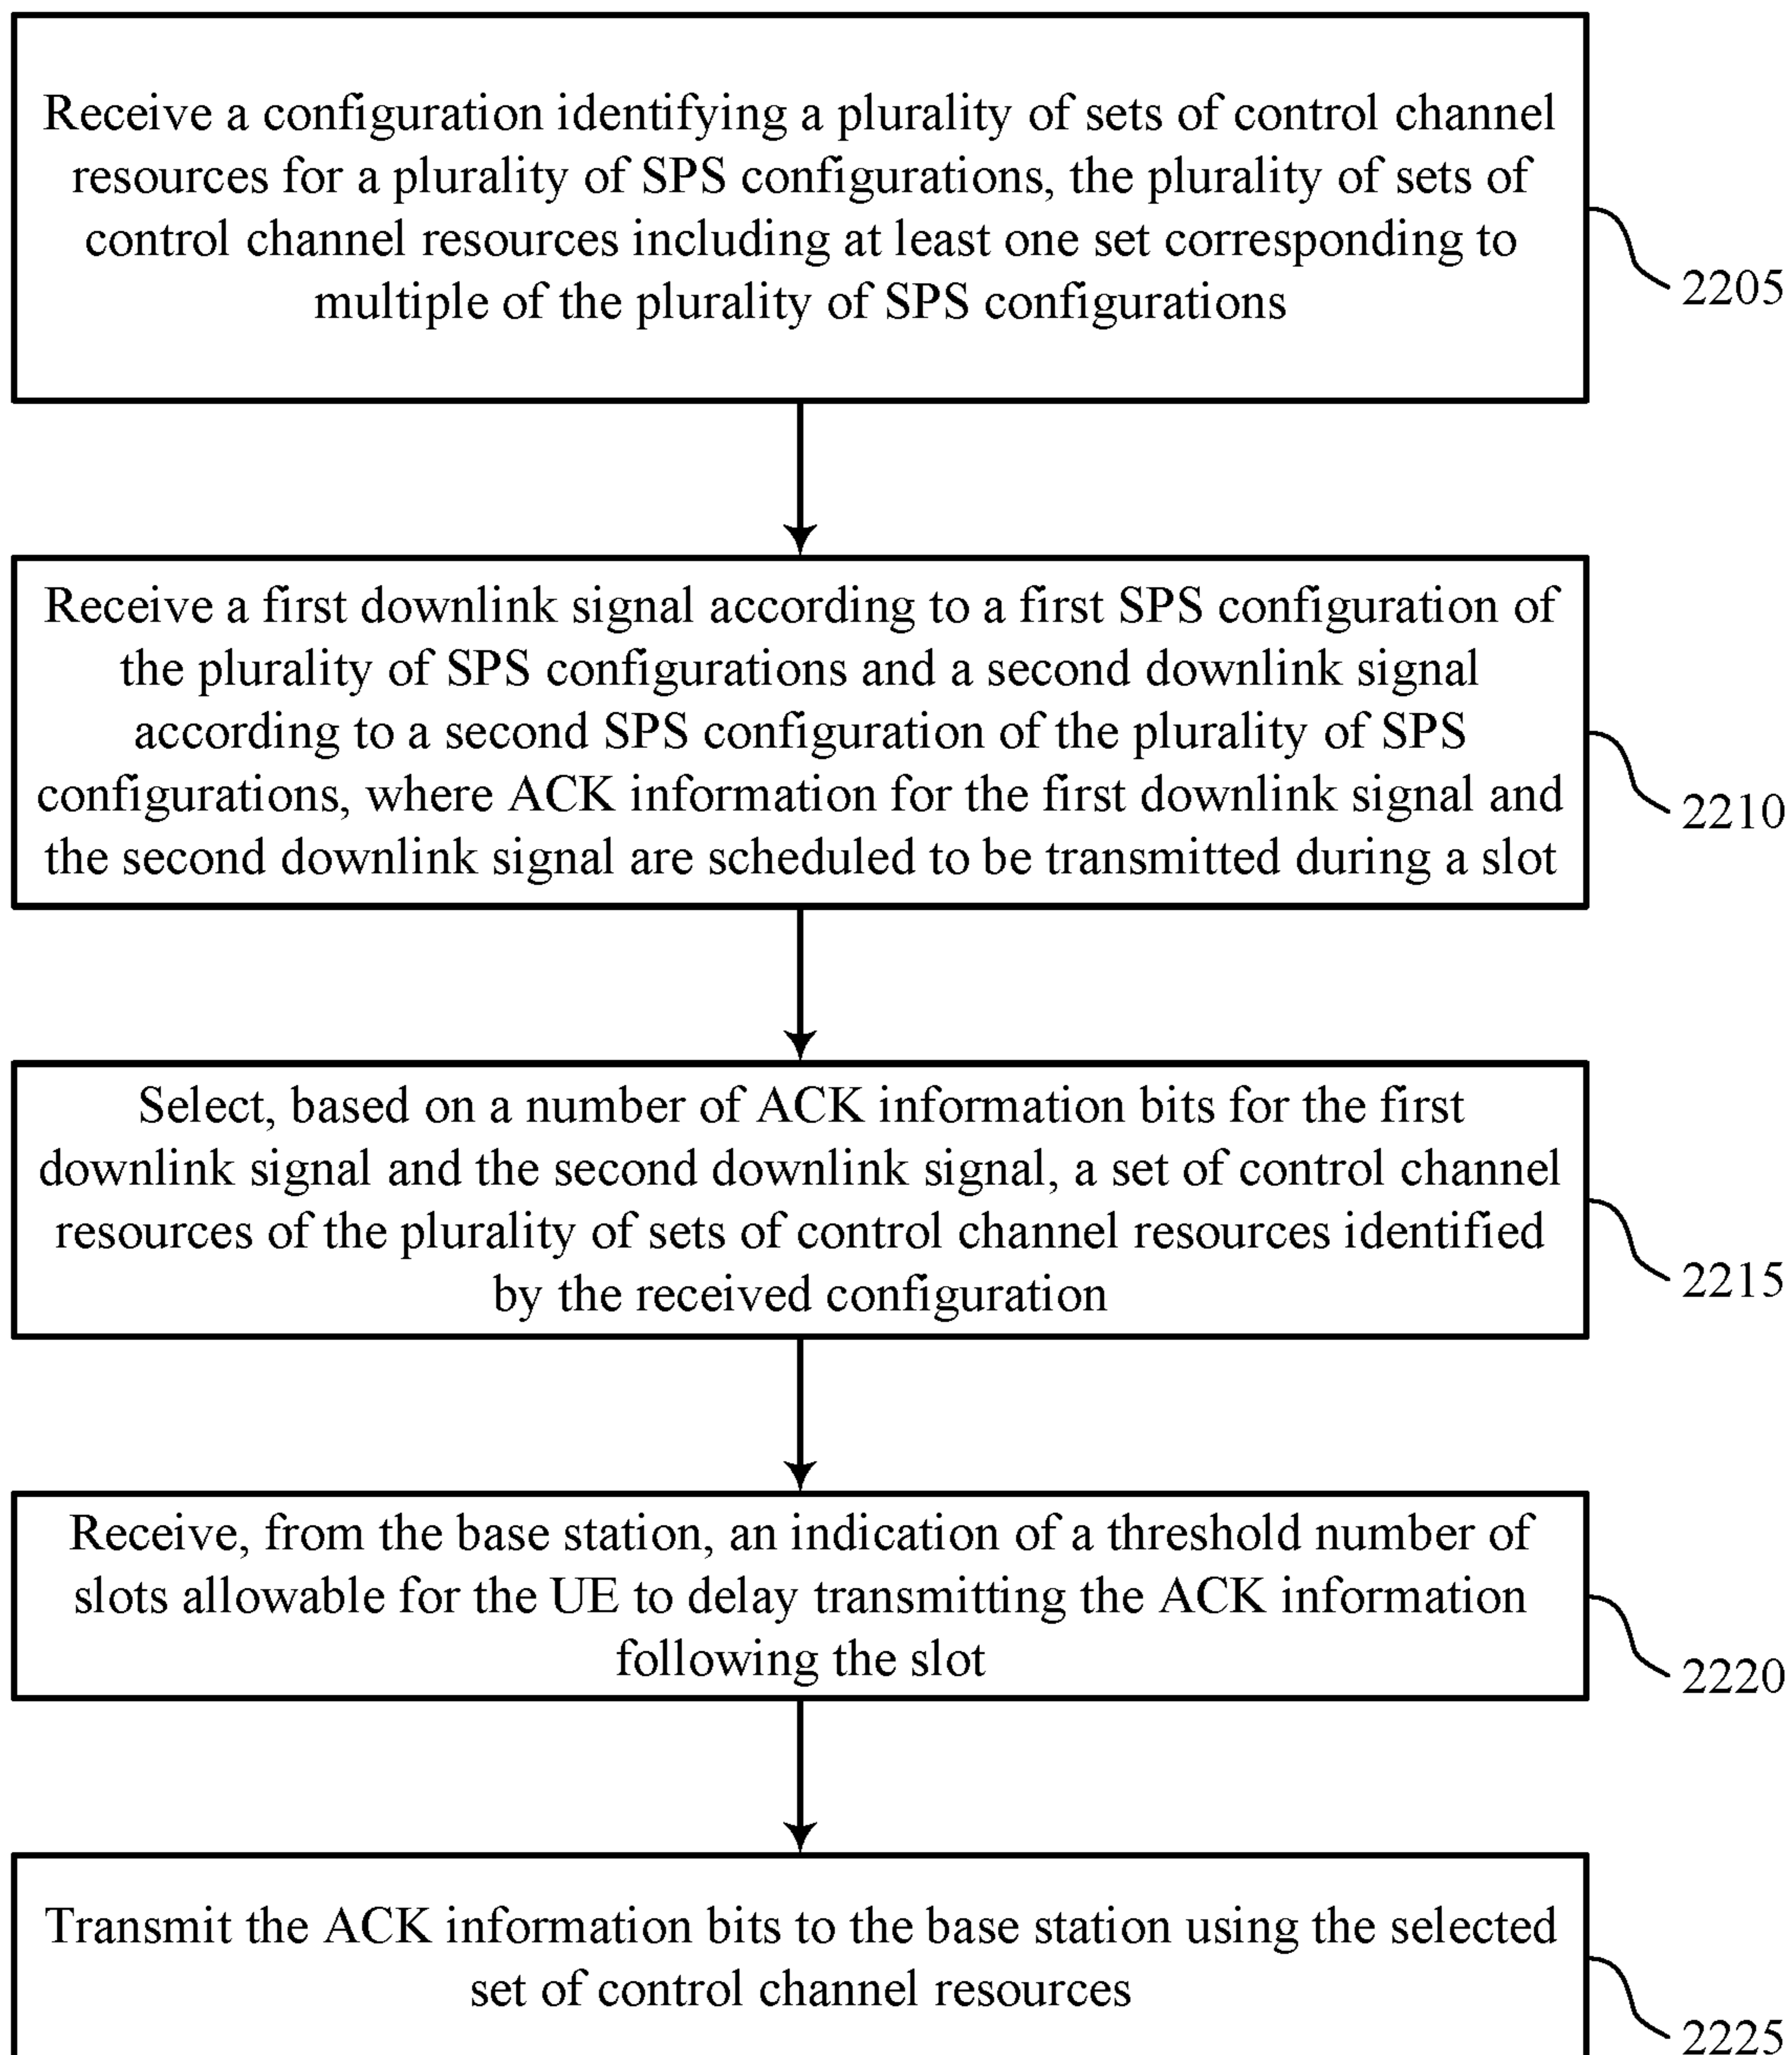 Receive a configuration identifying a plurality of sets of control channel
resources for a plurality of SPS configurations, the plurality of sets of
control channel resources including at least one set corresponding to
multiple of the plurality of SPS configurations
2205
Receive a first downlink signal according to a first SPS configuration of
the plurality of SPS configurations and a second downlink signal
according to a second SPS configuration of the plurality of SPS
configurations, where ACK information for the first downlink signal and
the second downlink signal are scheduled to be transmitted during a slot
2210
Select, based on a number of ACK information bits for the first
downlink signal and the second downlink signal, a set of control channel
resources of the plurality of sets of control channel resources identified
by the received configuration
2215
Receive, from the base station, an indication of a threshold number of
slots allowable for the UE to delay transmitting the ACK information
following the slot
2220
Transmit the ACK information bits to the base station using the selected
set of control channel resources
2225